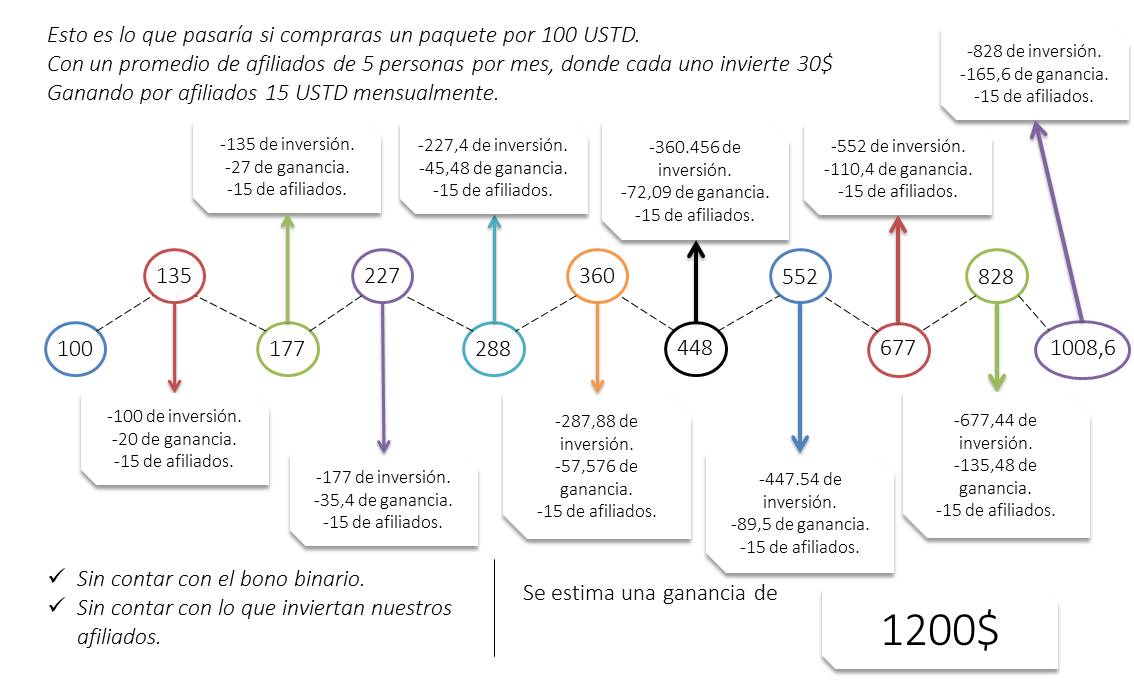 Esto es lo que pasaría si compraras un paquete por 100 USTD.
Con un promedio de afiliados de 5 personas por mes, donde cada uno invierte 30$
Ganando por afiliados 15 USTD mensualmente.
-828 de inversión.
-165,6 de ganancia.
-15 de afiliados.
-135 de inversión.
-27 de ganancia.
-15 de afiliados.
-227,4 de inversión.
-45,48 de ganancia.
-15 de afiliados.
-360.456 de
inversión.
-72,09 de ganancia.
-15 de afiliados.
-552 de inversión.
-110,4 de ganancia.
-15 de afiliados.
135
227
360
552
828
100
177
288
448
677
1008,6
-100 de inversión.
-20 de ganancia.
-15 de afiliados.
-177 de inversión.
-35,4 de ganancia.
-15 de afiliados.
-287,88 de
inversión.
-57,576 de
ganancia.
-15 de afiliados.
-447.54 de
inversión.
-89,5 de ganancia.
-15 de afiliados.
-677,44 de
inversión.
-135,48 de
ganancia.
-15 de afiliados.
✓ Sin contar con el bono binario.
✓ Sin contar con lo que inviertan nuestros
afiliados.
Se estima una ganancia de
1200$